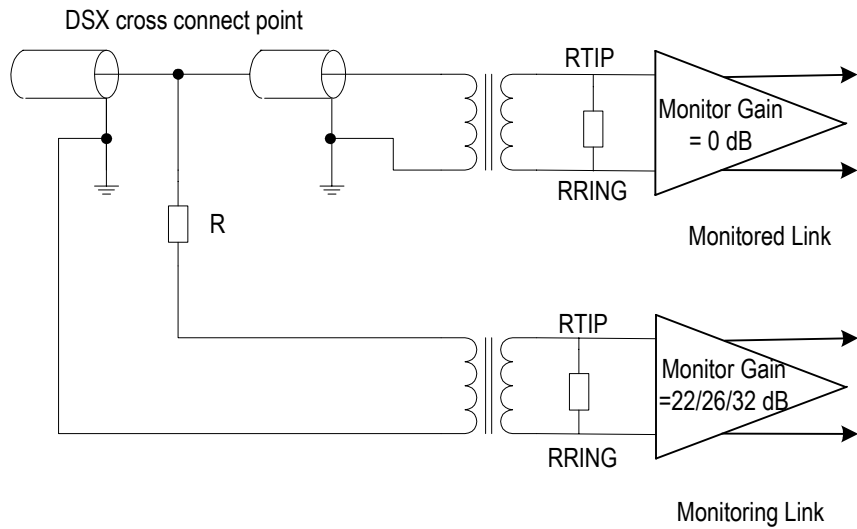 DSX cross connect point
RTIP
Monitor Gain
= 0 dB
RRING
R
Monitored Link
RTIP
Monitor Gain
=22/26/32 dB
RRING
Monitoring Link